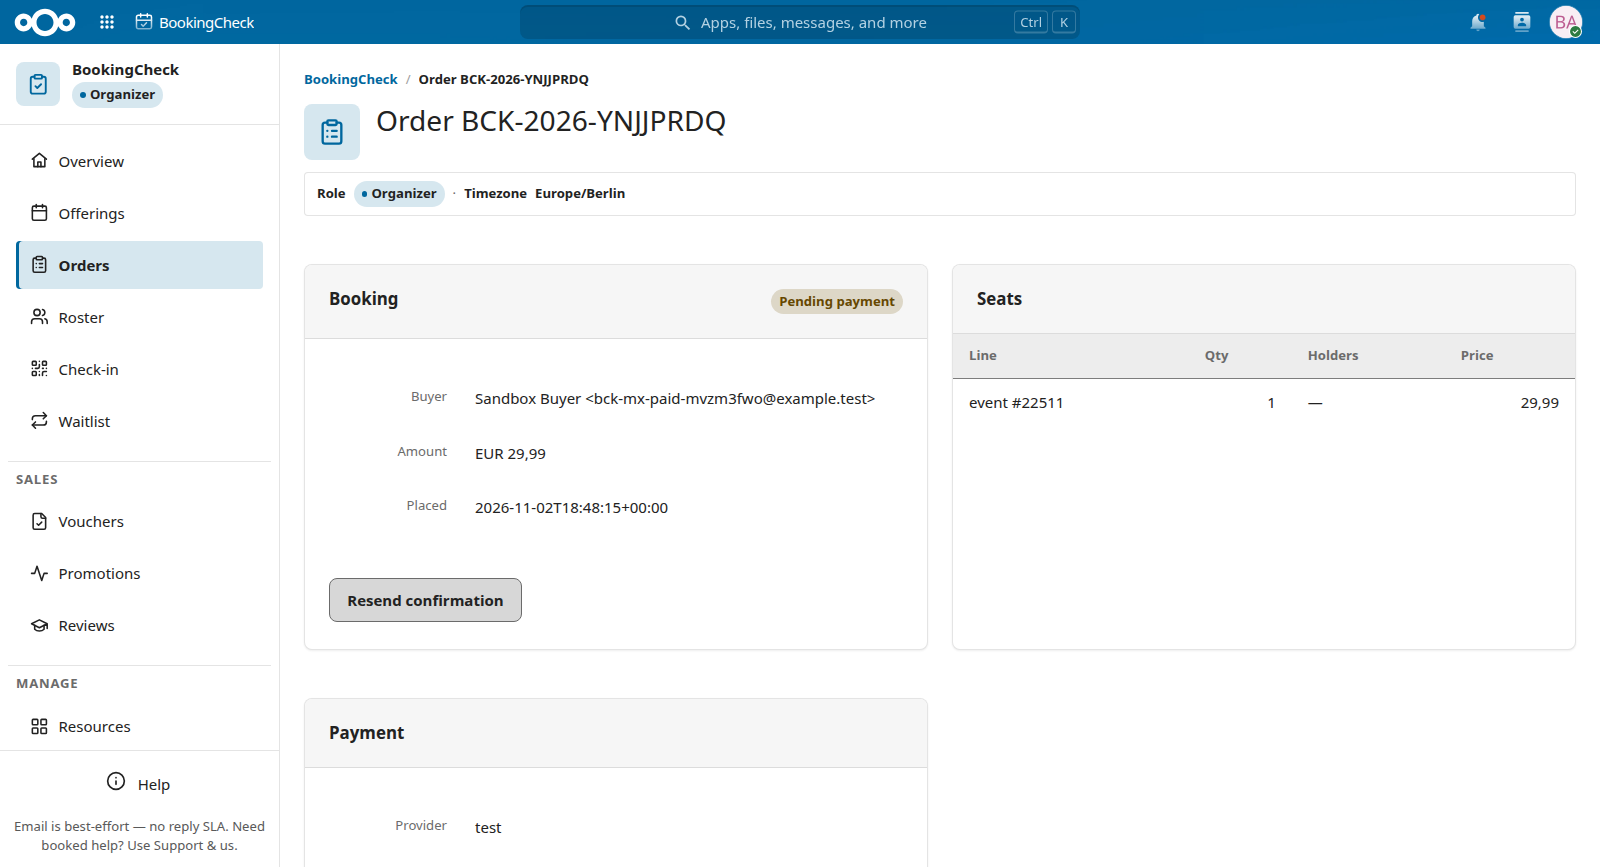 BookingCheck
Apps, files, messages, and more
Ctrl K
BA
BookingCheck
Organizer
Overview
Offerings
Orders
Roster
Check-in
Waitlist
SALES
Vouchers
Promotions
Reviews
MANAGE
Resources
Help
Email is best-effort — no reply SLA. Need
booked help? Use Support & us.
BookingCheck / Order BCK-2026-YNJJPRDQ
Order BCK-2026-YNJJPRDQ
Role Organizer · Timezone Europe/Berlin
Booking
Pending payment
Buyer Sandbox Buyer <bck-mx-paid-mvzm3fwo@example.test>
Amount EUR 29,99
Placed 2026-11-02T18:48:15+00:00
Resend confirmation
Seats
Line Qty Holders Price
event #22511 1 — 29,99
Payment
Provider test